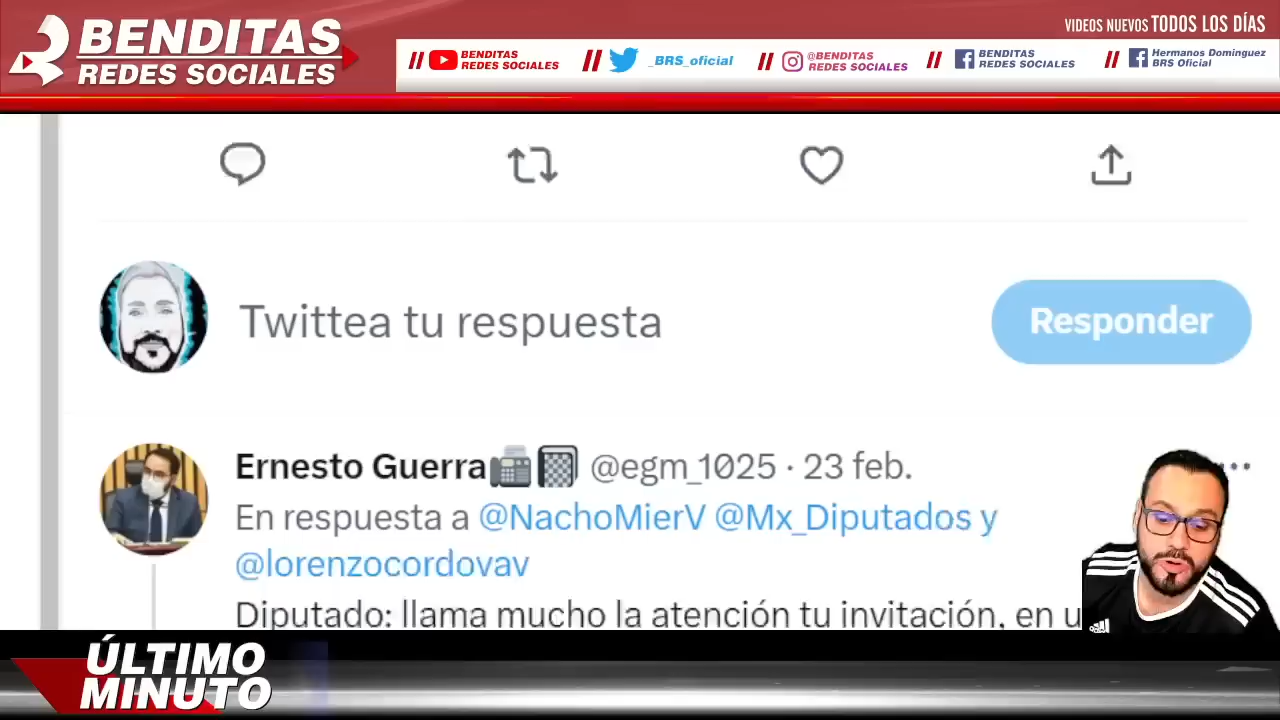 BENDITAS
REDES SOCIALES
VIDEOS NUEVOS TODOS LOS DÍAS
// BENDITAS REDES SOCIALES
// _BRS_oficial
// @BENDITAS REDES SOCIALES
// BENDITAS REDES SOCIALES
// Hermanos Dominguez BRS Oficial
Twittea tu respuesta
Responder
Ernesto Guerra @egm_1025 · 23 feb.
En respuesta a @NachoMierV @Mx_Diputados y
@lorenzocordovav
Diputado: llama mucho la atención tu invitación, en u
ÚLTIMO
MINUTO